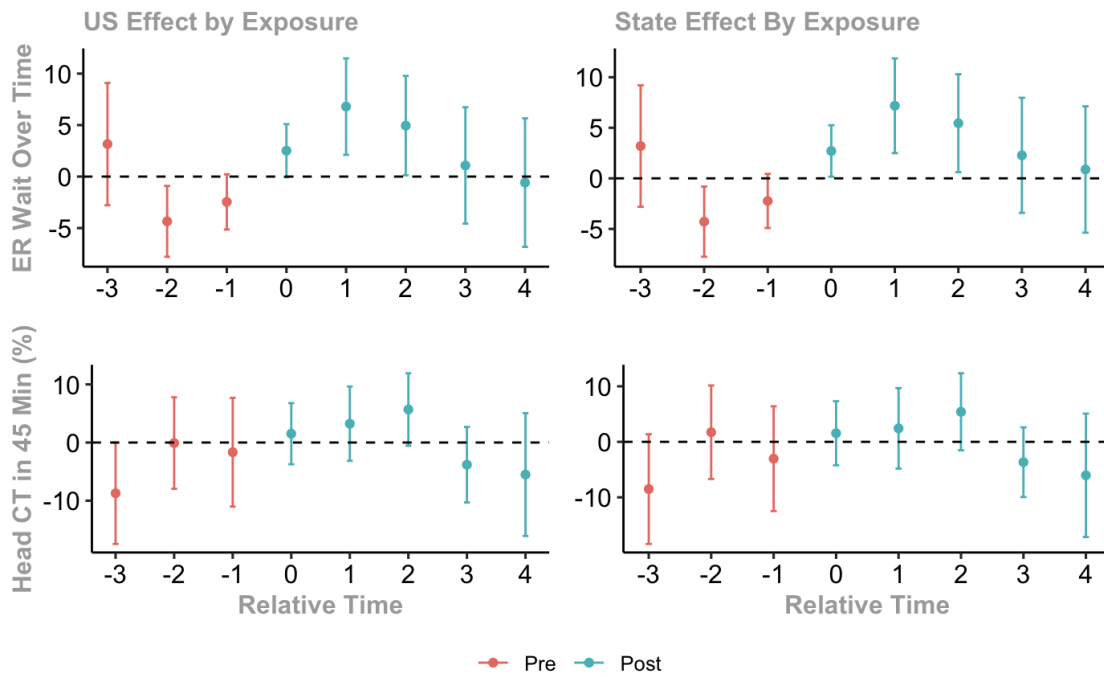 US Effect by Exposure
State Effect By Exposure
ER Wait Over Time
10
5
0
-5
-3 -2 -1 0 1 2 3 4
10
5
0
-5
-3 -2 -1 0 1 2 3 4
Head CT in 45 Min (%)
10
0
-10
-3 -2 -1 0 1 2 3 4
Relative Time
10
0
-10
-3 -2 -1 0 1 2 3 4
Relative Time
Pre Post